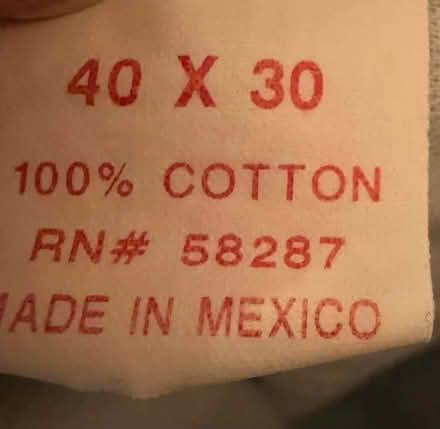 40 X 30
100% COTTON
RN# 58287
MADE IN MEXICO